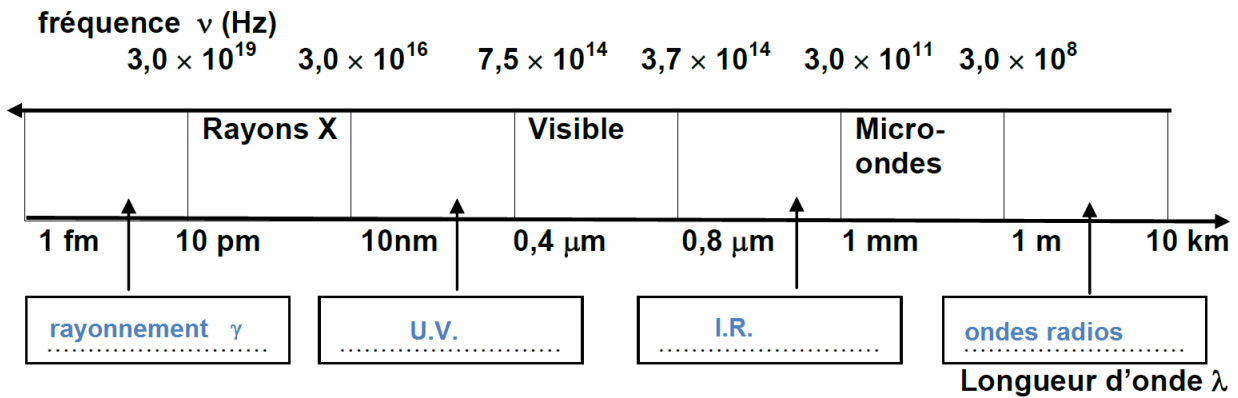 fréquence ν (Hz)
3,0 × 10¹⁹ 3,0 × 10¹⁶ 7,5 × 10¹⁴ 3,7 × 10¹⁴ 3,0 × 10¹¹ 3,0 × 10⁸
Rayons X Visible Micro-
ondes
1 fm 10 pm 10nm 0,4 μm 0,8 μm 1 mm 1 m 10 km
rayonnement γ U.V. I.R. ondes radios
Longueur d’onde λ